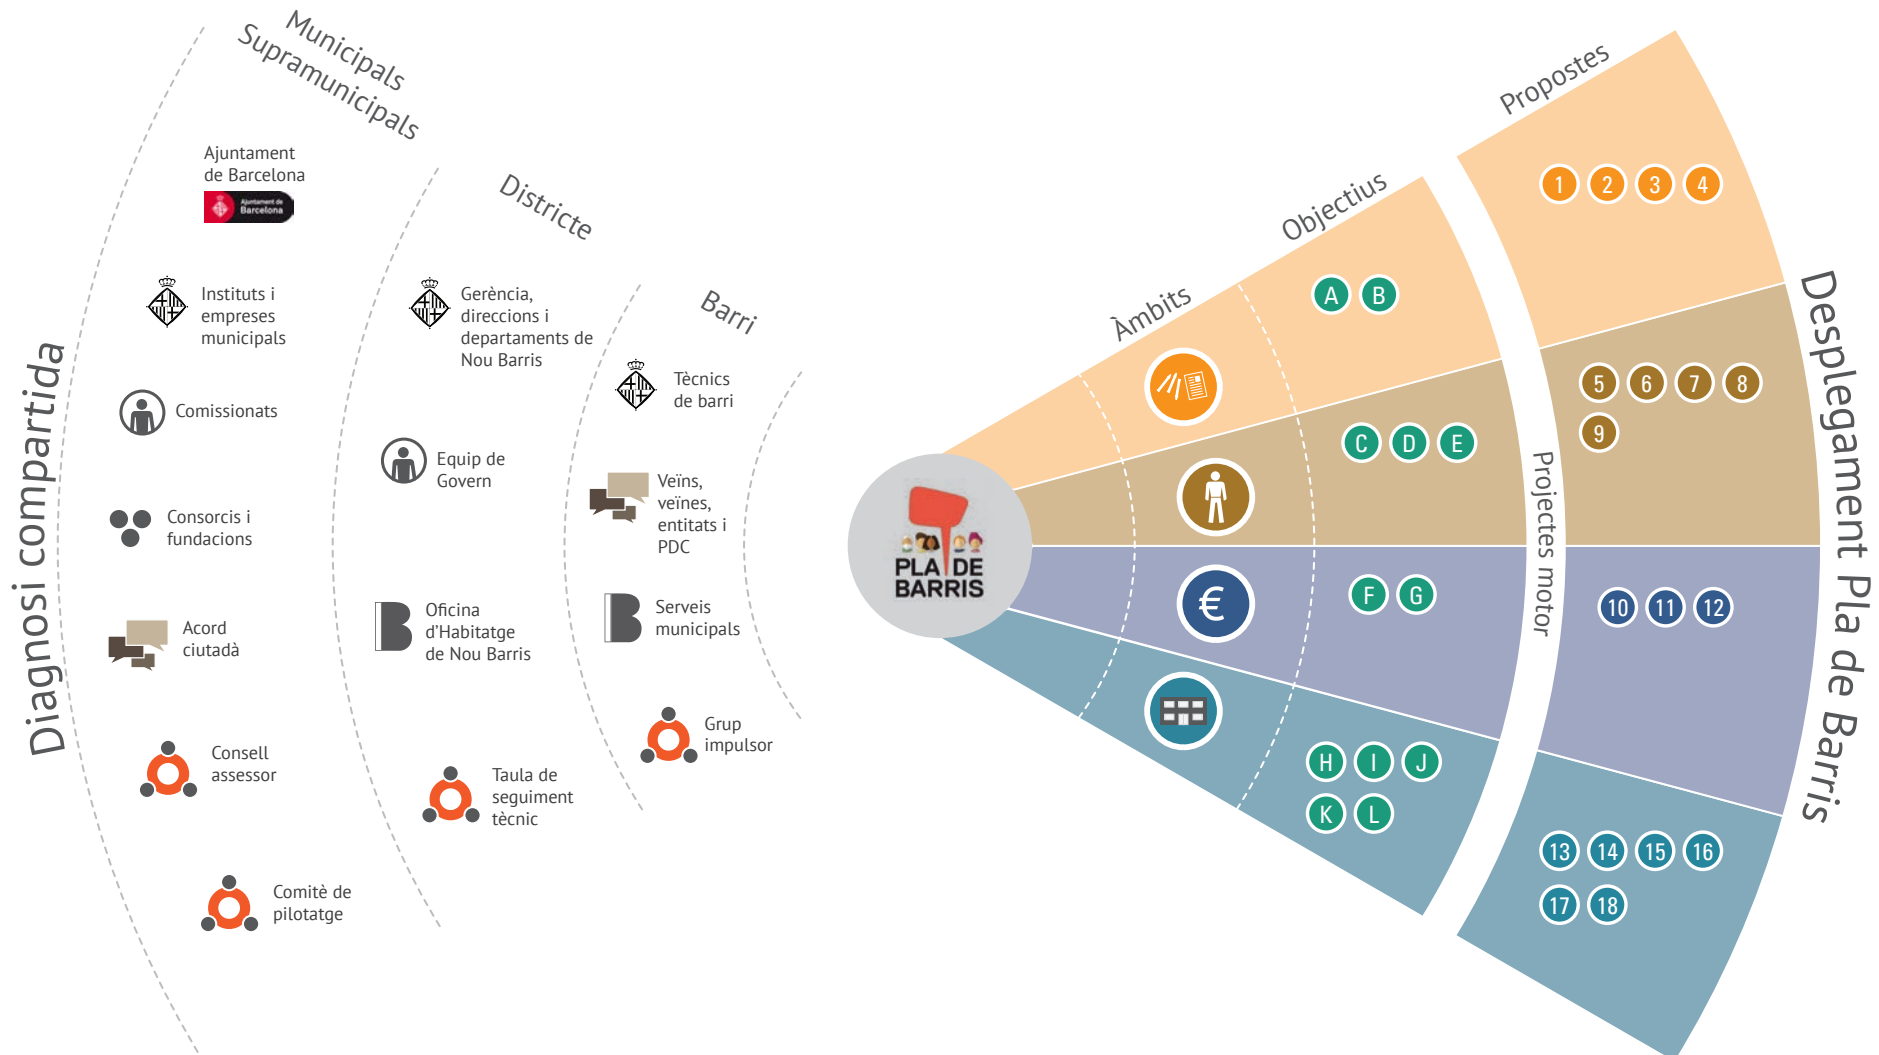 Diagnosi compartida
Municipals
Supramunicipals
Ajuntament
de Barcelona
Ajuntament de
Barcelona
Instituts i
empreses
municipals
Comissionats
Consorcis i
fundacions
Acord
ciutadà
Consell
assessor
Comitè de
pilotatge
Districte
Gerència,
direccions i
departaments de
Nou Barris
Equip de
Govern
Oficina
d'Habitatge
de Nou Barris
Taula de
seguiment
tècnic
Barri
Tècnics
de barri
Veïns,
veïnes,
entitats i
PDC
Serveis
municipals
Grup
impulsor
PLA DE
BARRIS
Àmbits
€
Objectius
A B
C D E
F G
H I J
K L
Projectes motor
Propostes
1 2 3 4
5 6 7 8
9
10 11 12
13 14 15 16
17 18
Desplegament Pla de Barris